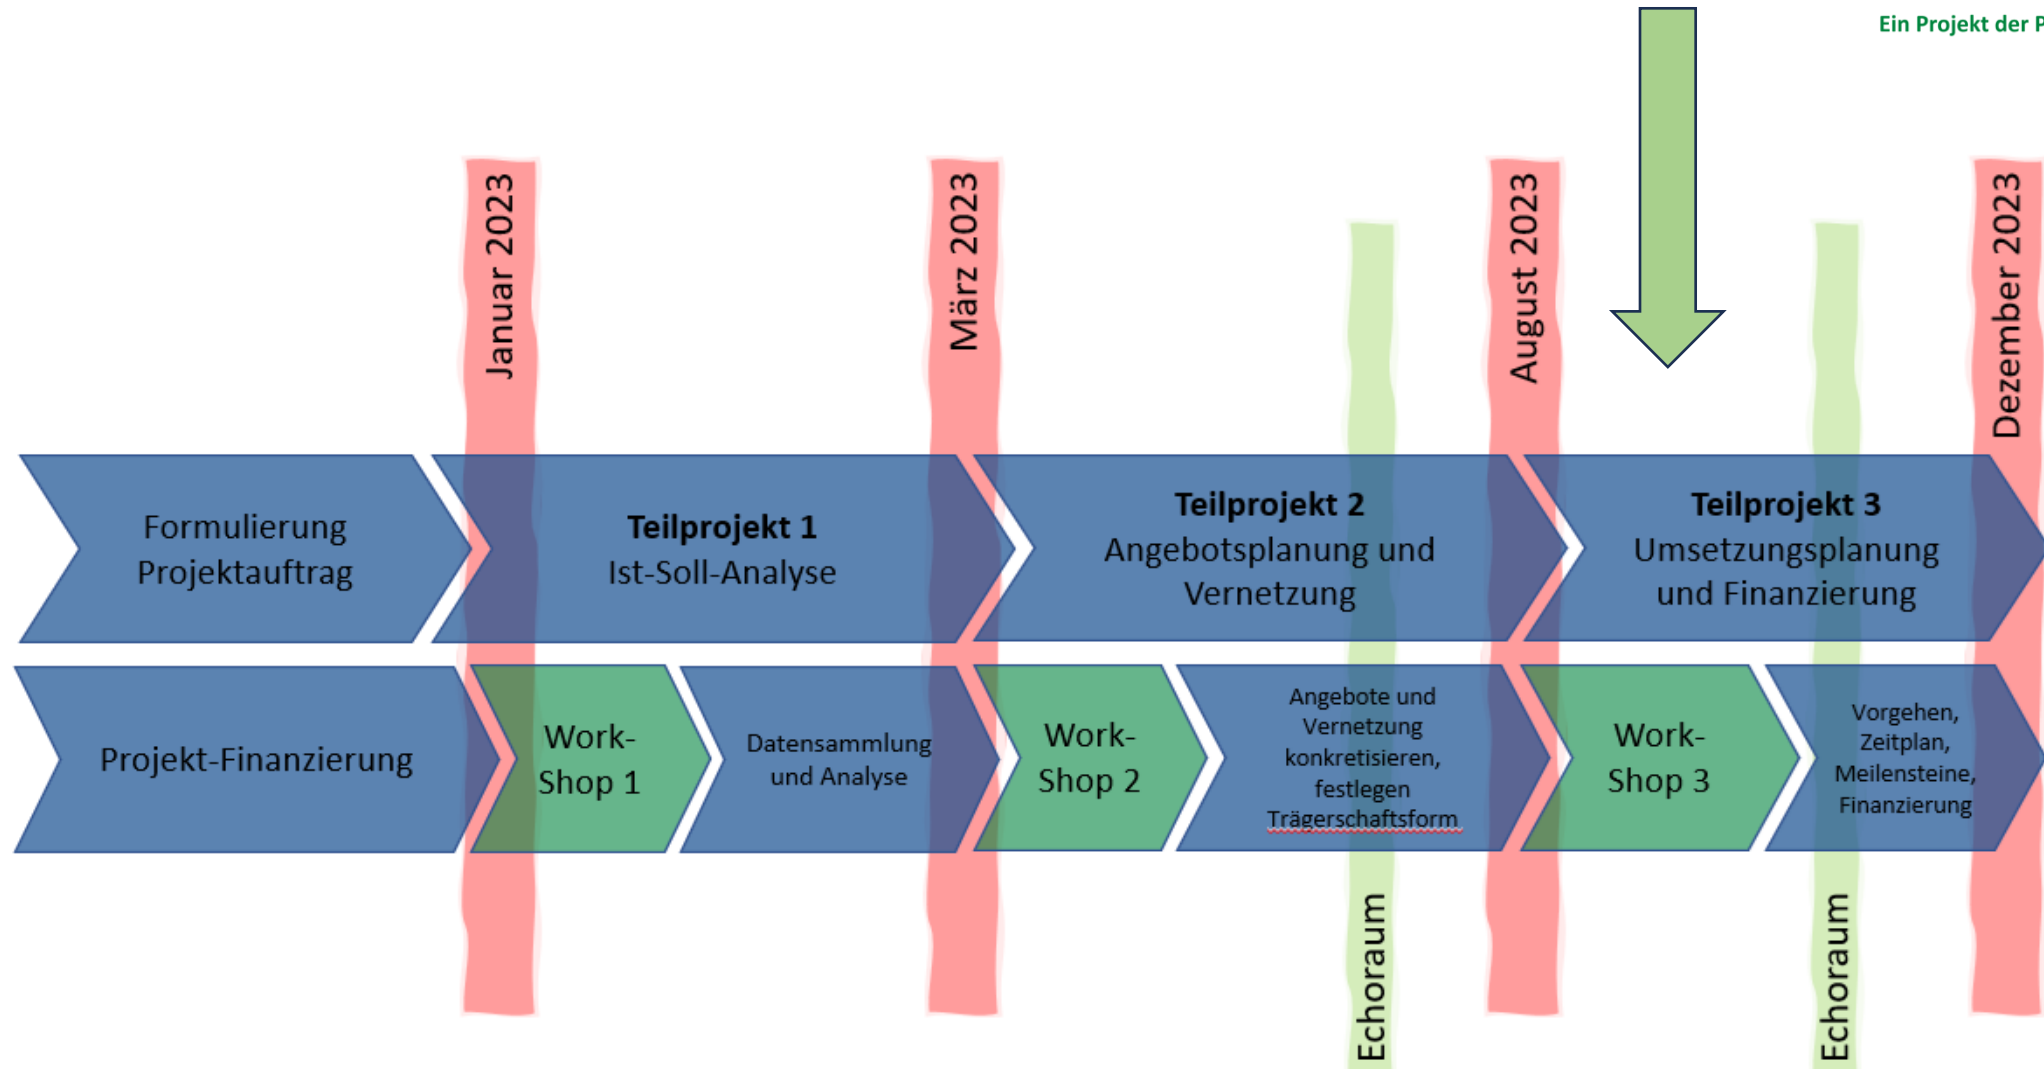 Ein Projekt der
Januar 2023
März 2023
August 2023
Dezember 2023
Formulierung
Projektauftrag
Teilprojekt 1
Ist-Soll-Analyse
Teilprojekt 2
Angebotsplanung und
Vernetzung
Teilprojekt 3
Umsetzungsplanung
und Finanzierung
Projekt-Finanzierung
Work-
Shop 1
Datensammlung
und Analyse
Work-
Shop 2
Angebote und
Vernetzung
konkretisieren,
festlegen
Trägerschaftsform
Work-
Shop 3
Vorgehen,
Zeitplan,
Meilensteine,
Finanzierung
Echoraum
Echoraum